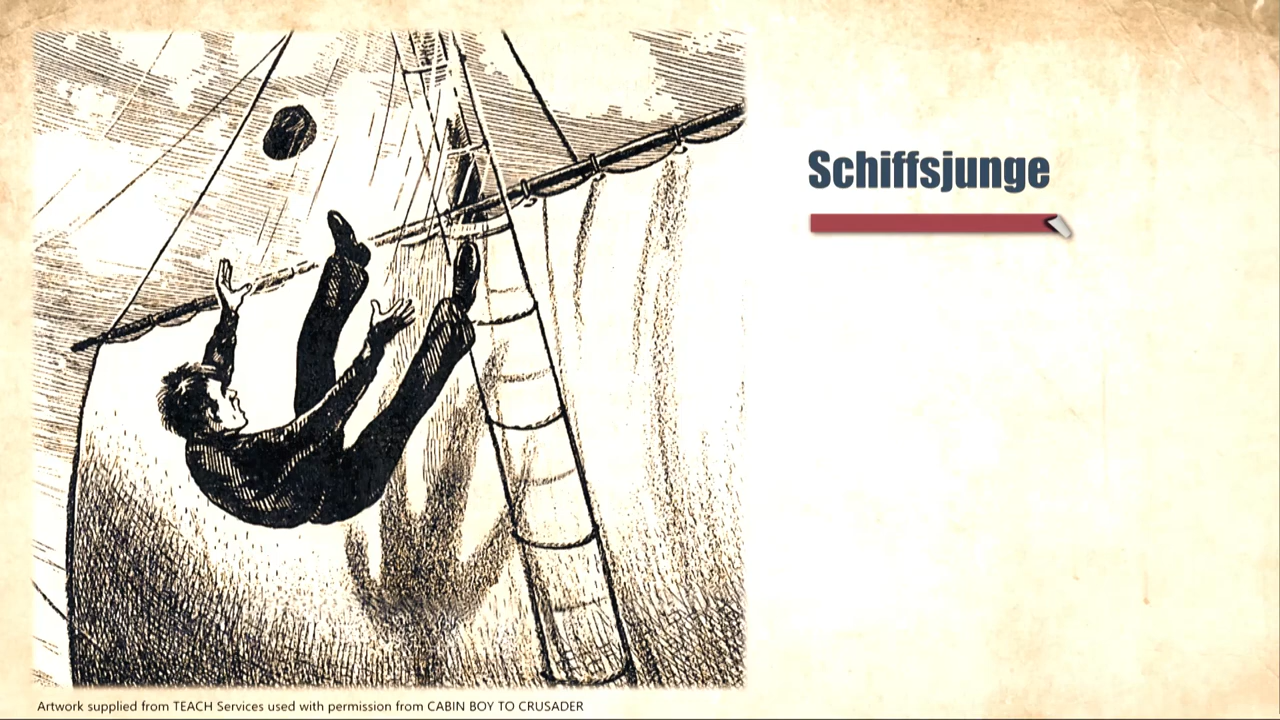 Schiffsjunge
Artwork supplied from TEACH Services used with permission from CABIN BOY TO CRUSADER